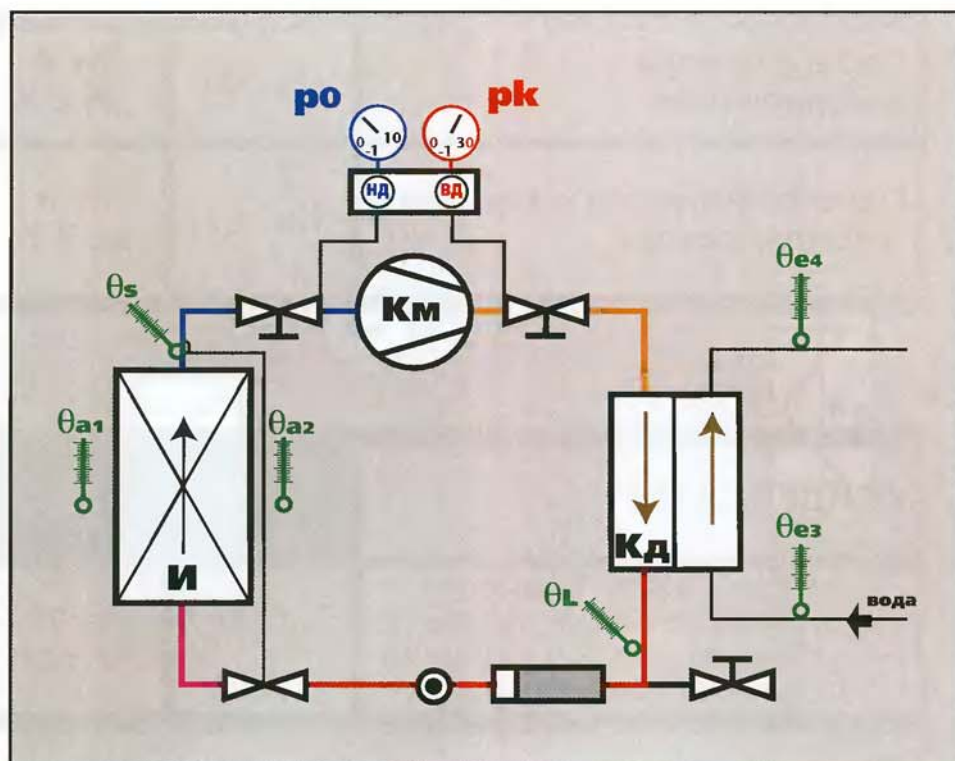 po
pk
0 -1 10
0 -1 30
НД
ВД
θs
Км
θe4
θa1
θa2
И
Кд
θe3
θL
вода